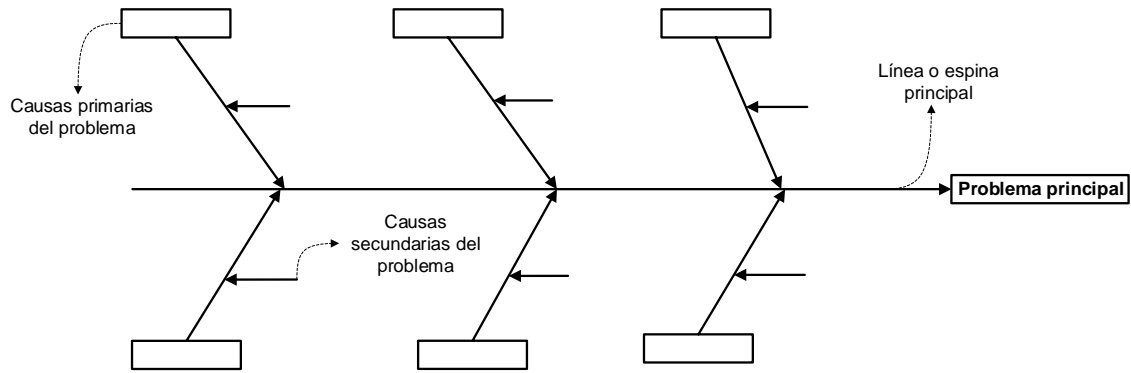 Causas primarias
del problema
Línea o espina
principal
Problema principal
Causas
secundarias del
problema